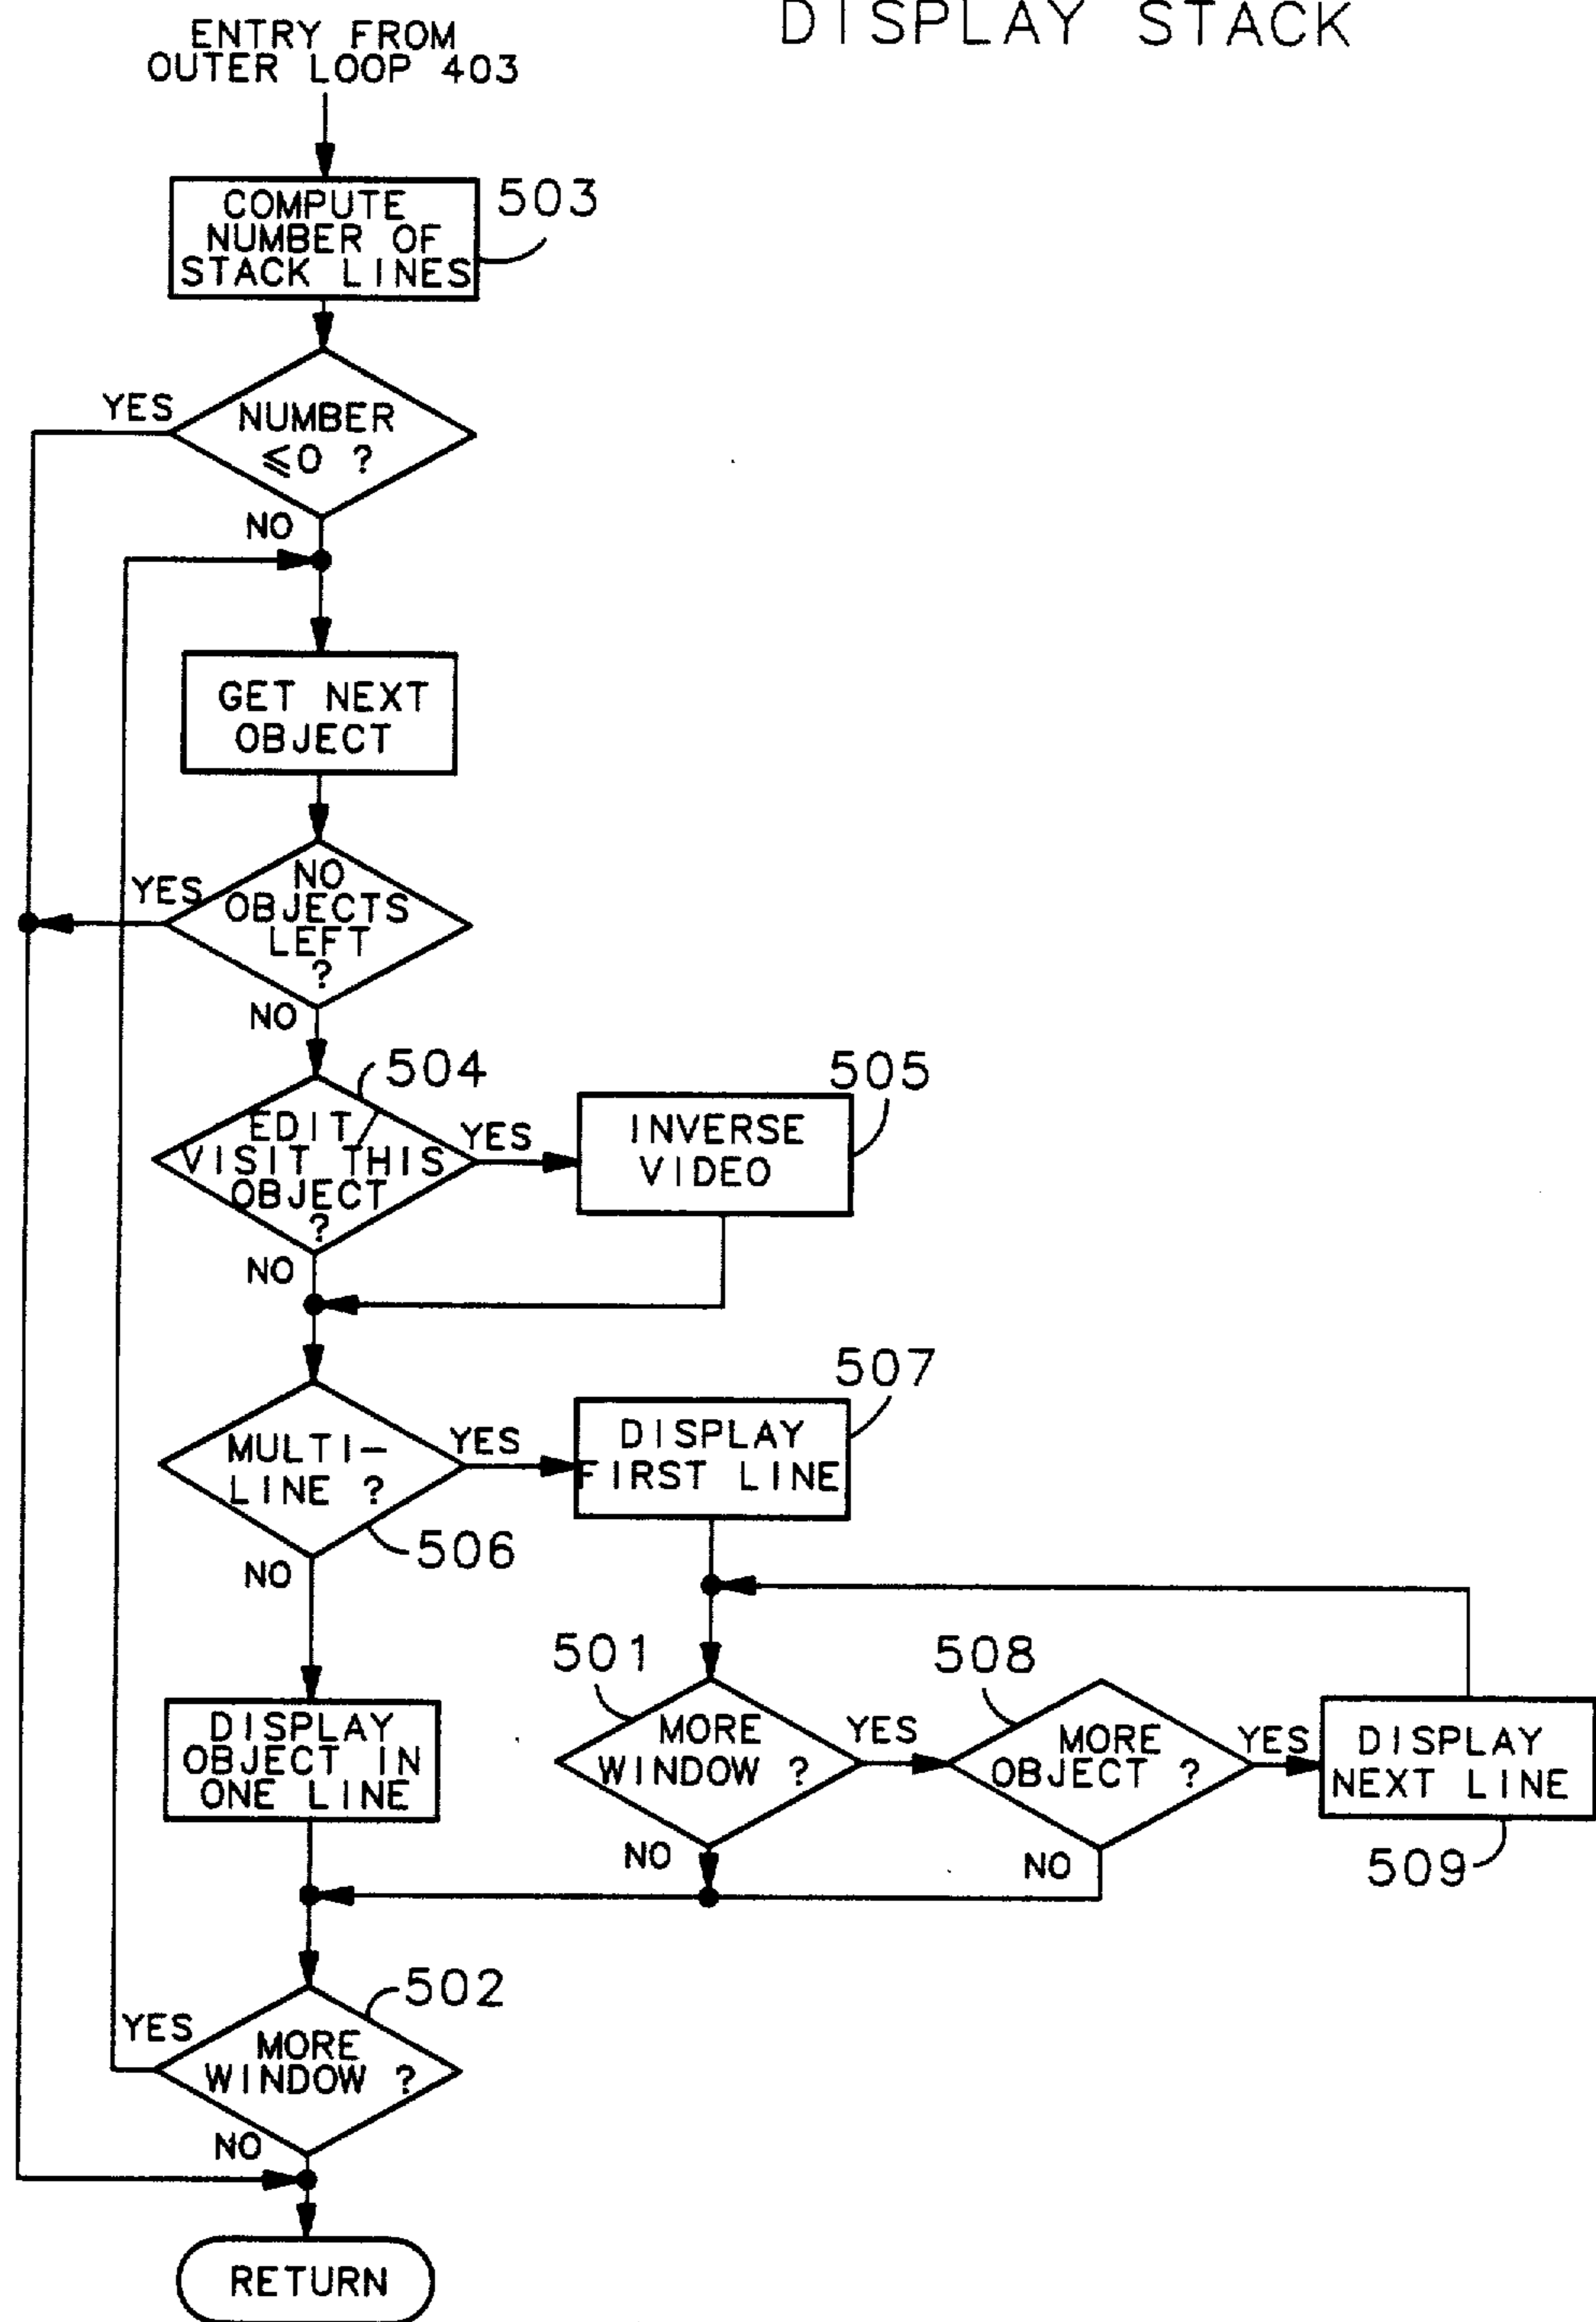 DISPLAY STACK
ENTRY FROM
OUTER LOOP 403
COMPUTE
NUMBER OF
STACK LINES
503
YES
NUMBER
≤0 ?
NO
GET NEXT
OBJECT
YES
NO
OBJECTS
LEFT
?
NO
504
EDIT/
VISIT THIS
OBJECT
?
YES
505
INVERSE
VIDEO
NO
507
MULTI-
LINE ?
YES
DISPLAY
FIRST LINE
506
NO
501
508
DISPLAY
OBJECT IN
ONE LINE
MORE
WINDOW ?
YES
MORE
OBJECT ?
YES
DISPLAY
NEXT LINE
NO
NO
509
502
YES
MORE
WINDOW ?
NO
RETURN